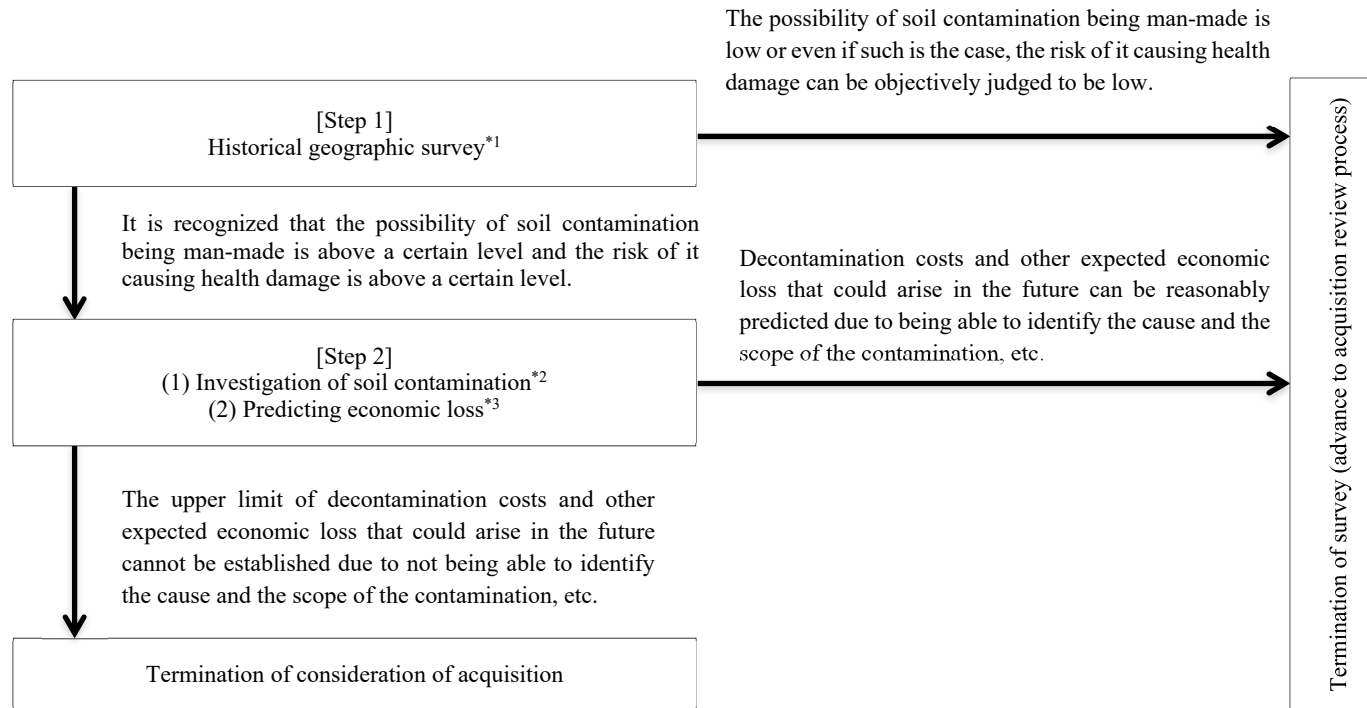 The possibility of soil contamination being man-made is
low or even if such is the case, the risk of it causing health
damage can be objectively judged to be low.
[Step 1]
Historical geographic survey*1
It is recognized that the possibility of soil contamination
being man-made is above a certain level and the risk of it
causing health damage is above a certain level.
Decontamination costs and other expected economic
loss that could arise in the future can be reasonably
predicted due to being able to identify the cause and the
scope of the contamination, etc.
[Step 2]
(1) Investigation of soil contamination*2
(2) Predicting economic loss*3
The upper limit of decontamination costs and other
expected economic loss that could arise in the future
cannot be established due to not being able to identify
the cause and the scope of the contamination, etc.
Termination of consideration of acquisition
Termination of survey (advance to acquisition review process)